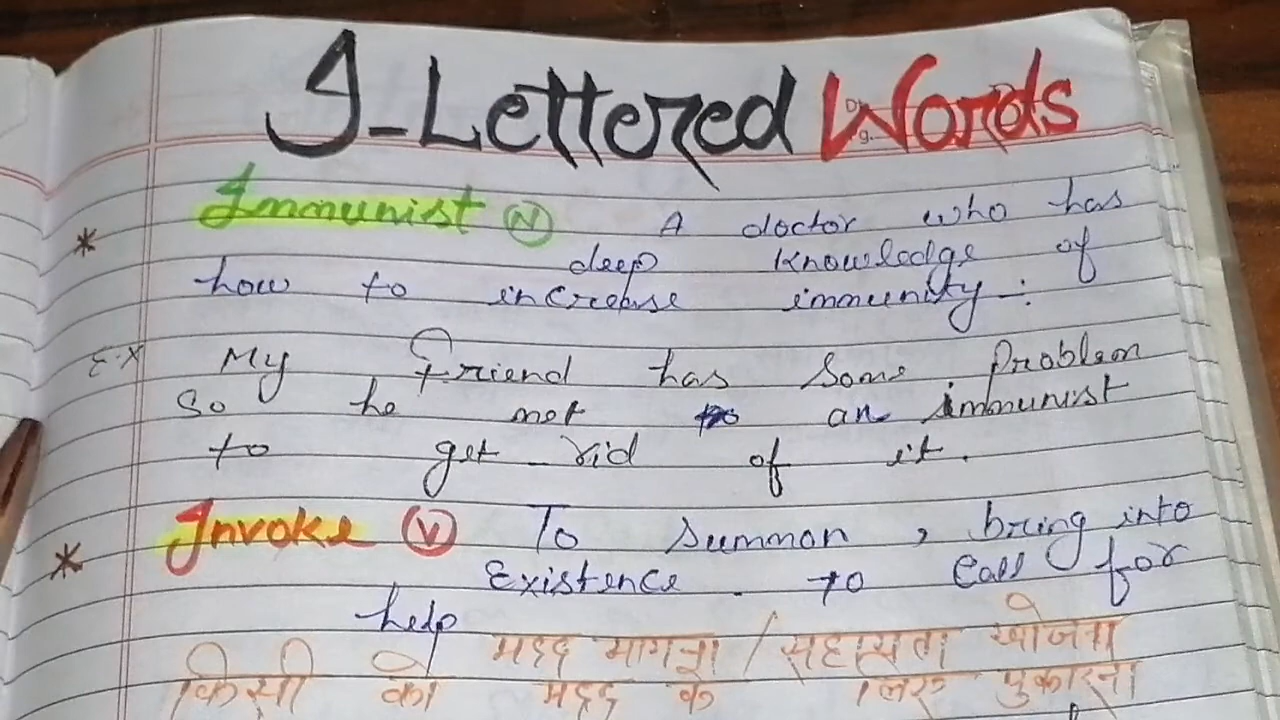 I-Lettered Words
* Immunist (N) A doctor who has
deep knowledge of
how to increase immunity :
E.X My Friend has Some Problem
So he met an immunist
to get rid of it.
* Invoke (V) To Summon, bring into
Existence. To Call for
help
मदद मागना / सहासता खोजना
किसी को मदद के लिए पुकारना